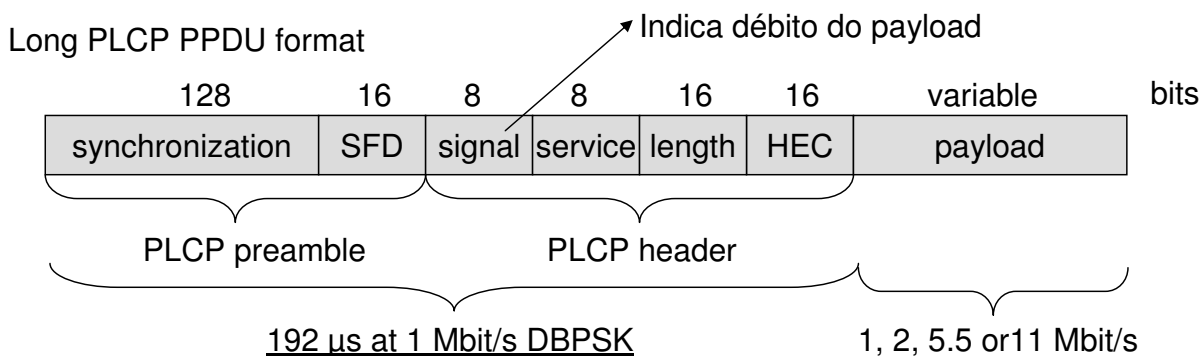 Indica débito do payload
Long PLCP PPDU format
128 16 8 8 16 16 variable bits
synchronization SFD signal service length HEC payload
PLCP preamble PLCP header
192 µs at 1 Mbit/s DBPSK 1, 2, 5.5 or11 Mbit/s